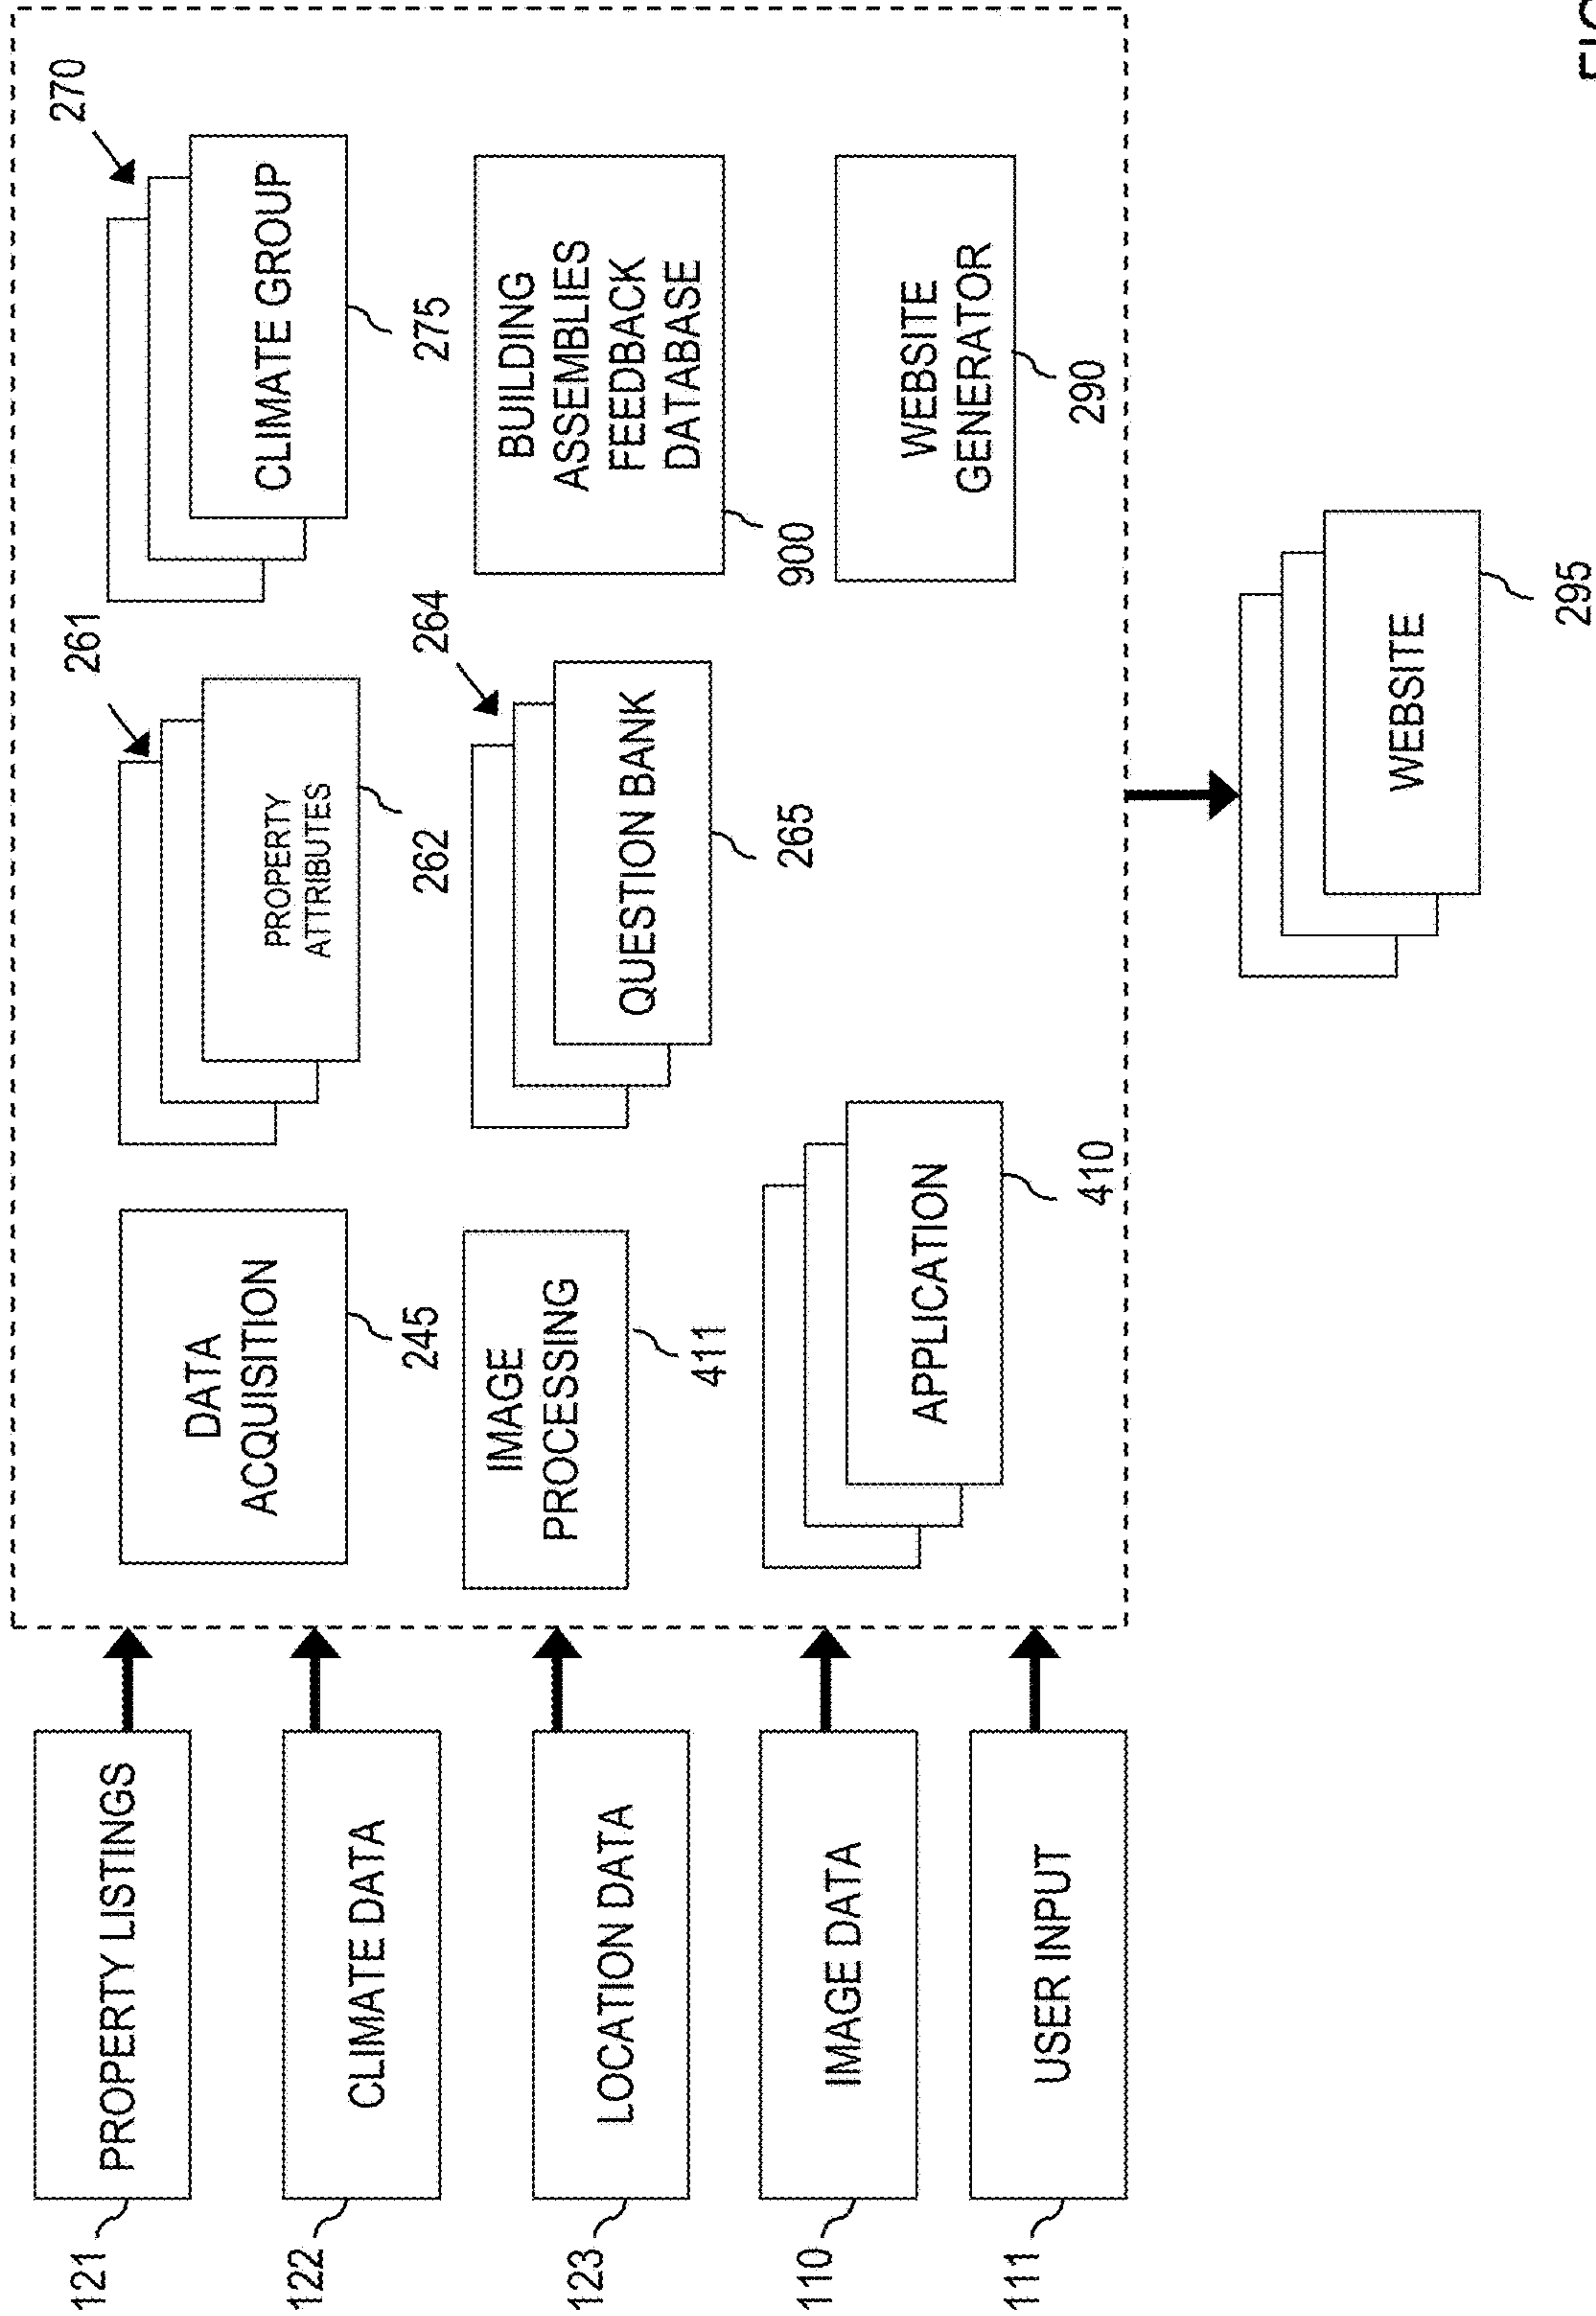 270
261
CLIMATE GROUP
275
PROPERTY
ATTRIBUTES
262
DATA
ACQUISITION
245
264
BUILDING
ASSEMBLIES
FEEDBACK
DATABASE
900
QUESTION BANK
265
IMAGE
PROCESSING
411
WEBSITE
GENERATOR
290
APPLICATION
410
121
PROPERTY LISTINGS
122
CLIMATE DATA
123
LOCATION DATA
110
IMAGE DATA
111
USER INPUT
WEBSITE
295